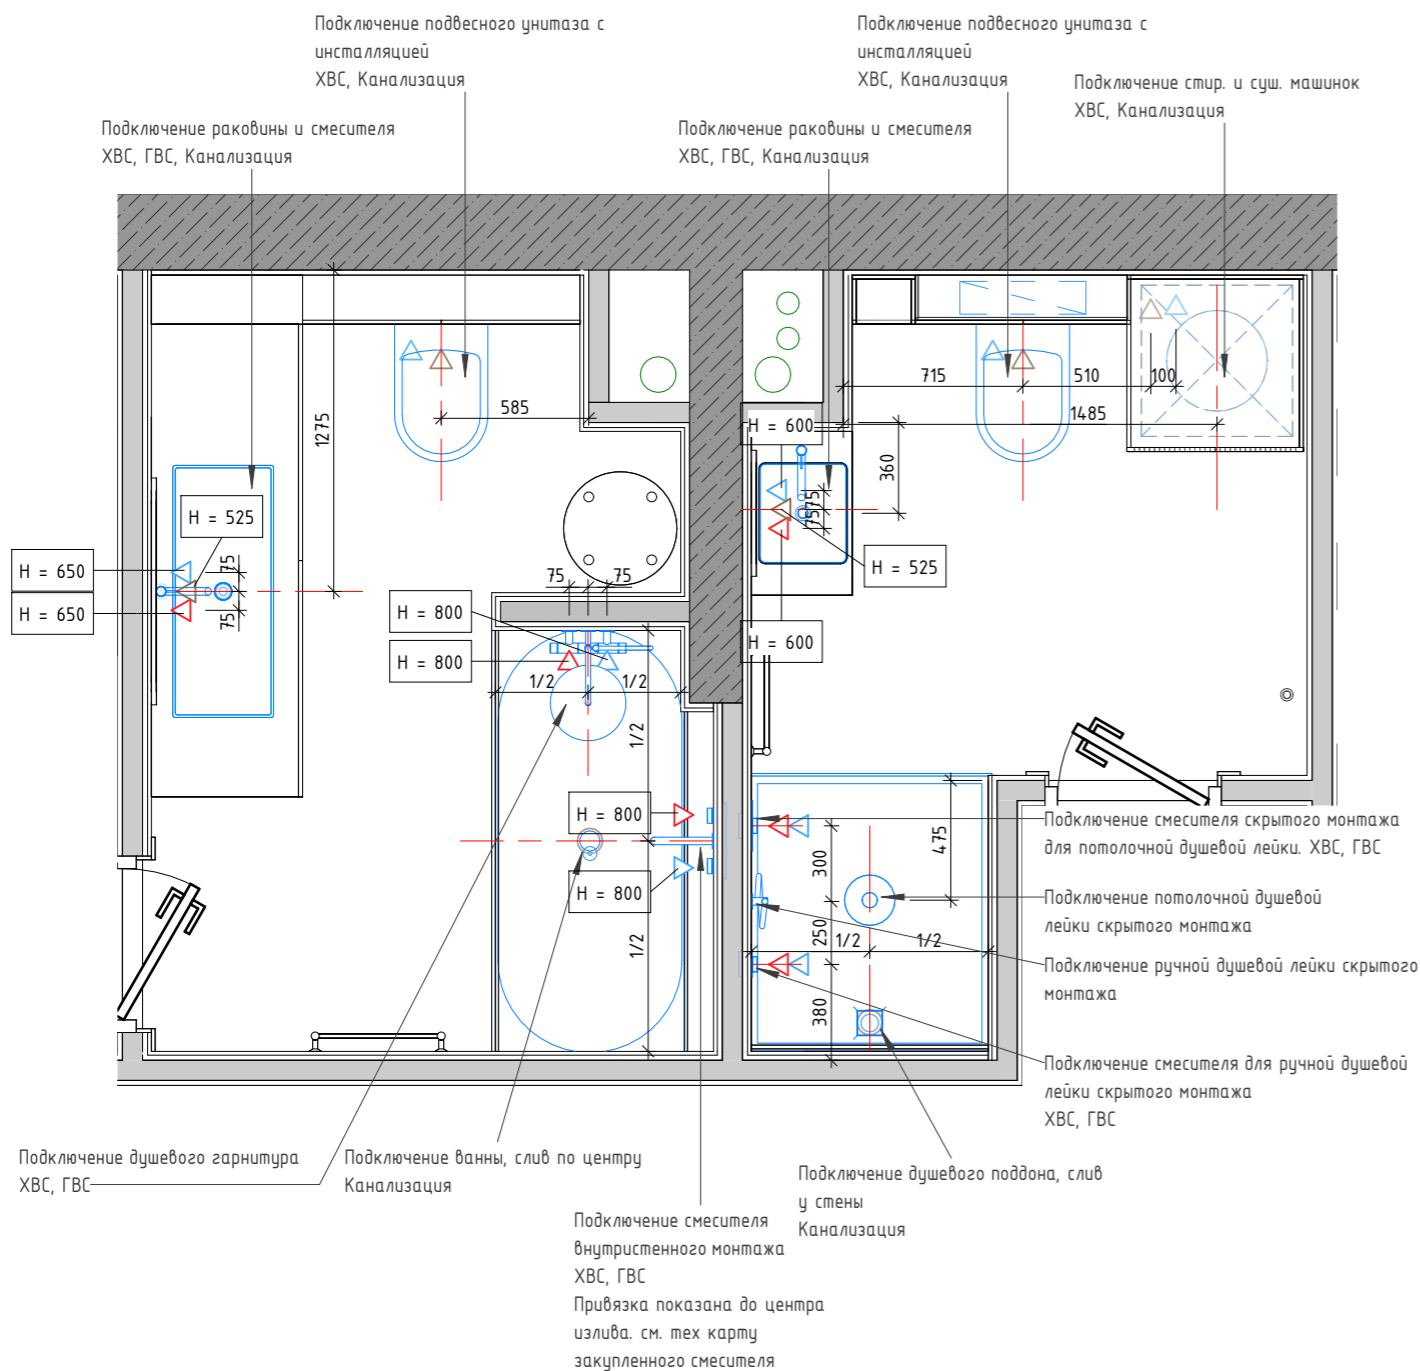 Подключение подвесного унитаза с
инсталляцией
ХВС, Канализация
Подключение подвесного унитаза с
инсталляцией
ХВС, Канализация
Подключение стир. и суш. машинок
ХВС, Канализация
Подключение раковины и смесителя
ХВС, ГВС, Канализация
Подключение раковины и смесителя
ХВС, ГВС, Канализация
1275
585
715
510
100
1485
H = 600
360
75
75
H = 525
H = 525
H = 650
H = 650
75
75
75
75
H = 800
H = 800
H = 600
1/2
1/2
1/2
H = 800
H = 800
1/2
300
475
250
1/2
1/2
380
Подключение смесителя скрытого монтажа
для потолочной душевой лейки. ХВС, ГВС
Подключение потолочной душевой
лейки скрытого монтажа
Подключение ручной душевой лейки скрытого
монтажа
Подключение смесителя для ручной душевой
лейки скрытого монтажа
ХВС, ГВС
Подключение душевого гарнитура
ХВС, ГВС
Подключение ванны, слив по центру
Канализация
Подключение душевого поддона, слив
у стены
Канализация
Подключение смесителя
внутристенного монтажа
ХВС, ГВС
Привязка показана до центра
излива. см. тех карту
закупленного смесителя